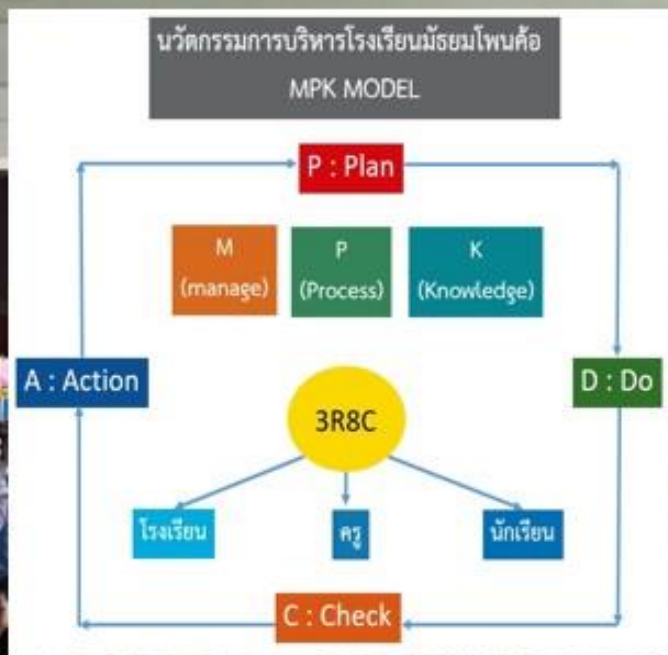 นวัตกรรมการบริหารโรงเรียนมัธยมโพนค้อ
MPK MODEL
P : Plan
M
(manage)
P
(Process)
K
(Knowledge)
A : Action
D : Do
3R8C
โรงเรียน
ครู
นักเรียน
C : Check